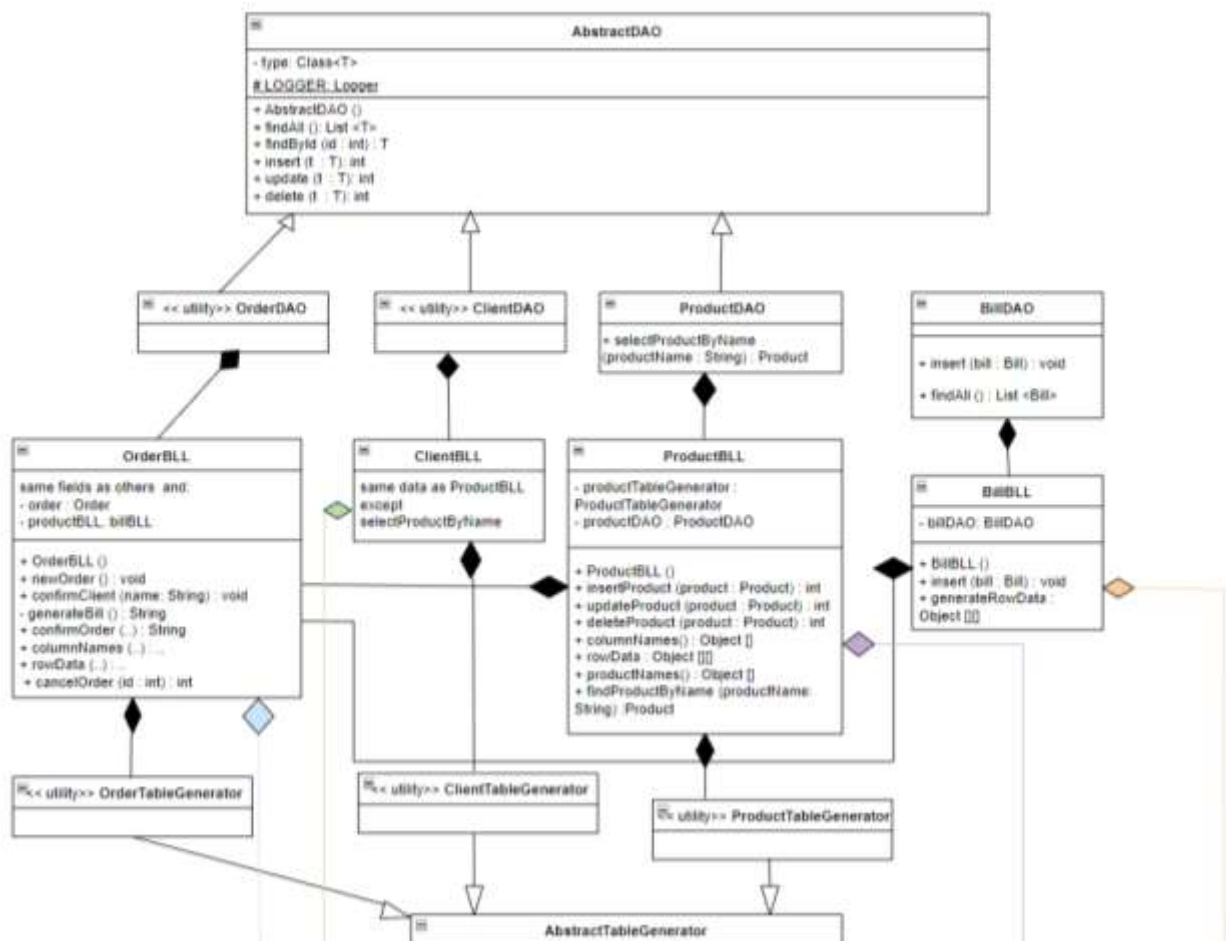 AbstractDAO
- type: Class<T>
# LOGGER: Logger
+ AbstractDAO ()
+ findAll (): List <T>
+ findById (id : int) : T
+ insert (t : T): int
+ update (t : T): int
+ delete (t : T): int
<< utility>> OrderDAO
<< utility>> ClientDAO
ProductDAO
+ selectProductByName
(productName : String) : Product
BillDAO
+ insert (bill : Bill) : void
+ findAll () : List <Bill>
OrderBLL
same fields as others and:
- order : Order
- productBLL, billBLL
+ OrderBLL ()
+ newOrder () : void
+ confirmClient (name: String) : void
- generateBill () : String
+ confirmOrder (..) : String
+ columnNames (..) : ..
+ rowData (..) : ..
+ cancelOrder (id : int) : int
ClientBLL
same data as ProductBLL
except
selectProductByName
ProductBLL
- productTableGenerator :
ProductTableGenerator
- productDAO : ProductDAO
+ ProductBLL ()
+ insertProduct (product : Product) : int
+ updateProduct (product : Product) : int
+ deleteProduct (product : Product) : int
+ columnNames() : Object []
+ rowData : Object [][]
+ productNames() : Object []
+ findProductByName (productName:
String) :Product
BillBLL
- billDAO: BillDAO
+ BillBLL ()
+ insert (bill : Bill) : void
+ generateRowData :
Object [][]
<< utility>> OrderTableGenerator
<< utility>> ClientTableGenerator
<< utility>> ProductTableGenerator
AbstractTableGenerator